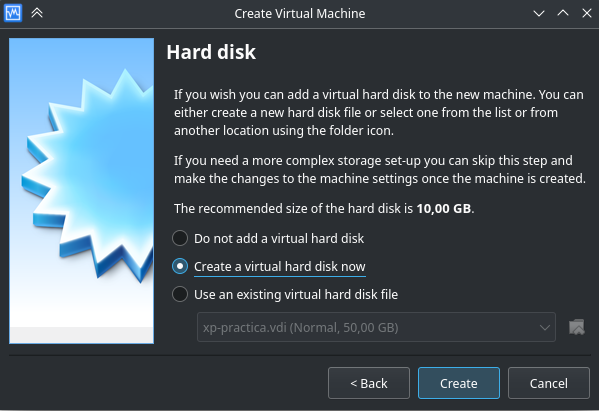 Create Virtual Machine
Hard disk
If you wish you can add a virtual hard disk to the new machine. You can
either create a new hard disk file or select one from the list or from
another location using the folder icon.
If you need a more complex storage set-up you can skip this step and
make the changes to the machine settings once the machine is created.
The recommended size of the hard disk is 10,00 GB.
Do not add a virtual hard disk
Create a virtual hard disk now
Use an existing virtual hard disk file
xp-practica.vdi (Normal, 50,00 GB)
< Back
Create
Cancel